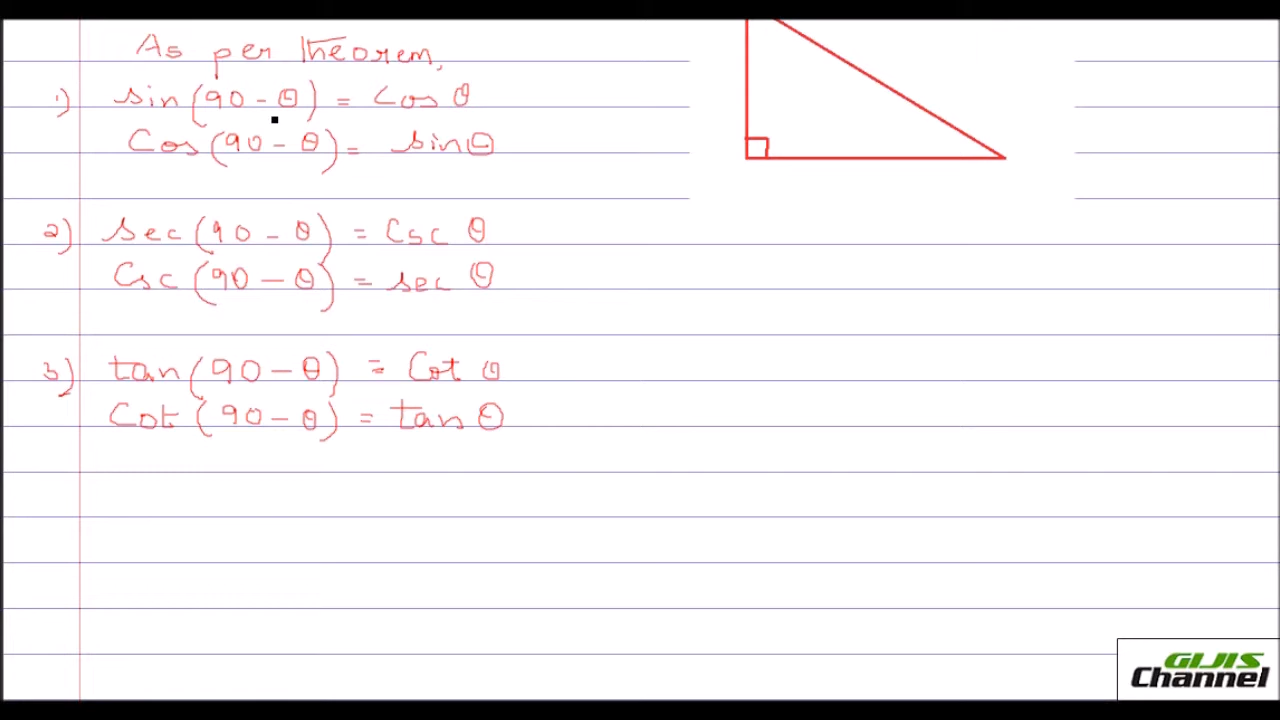 As per theorem,
1) sin(90 - θ) = Cos θ
Cos(90 - θ) = sinθ
2) sec(90 - θ) = Csc θ
Csc(90 - θ) = sec θ
3) tan(90 - θ) = Cot θ
Cot(90 - θ) = tan θ
GIJIS
Channel